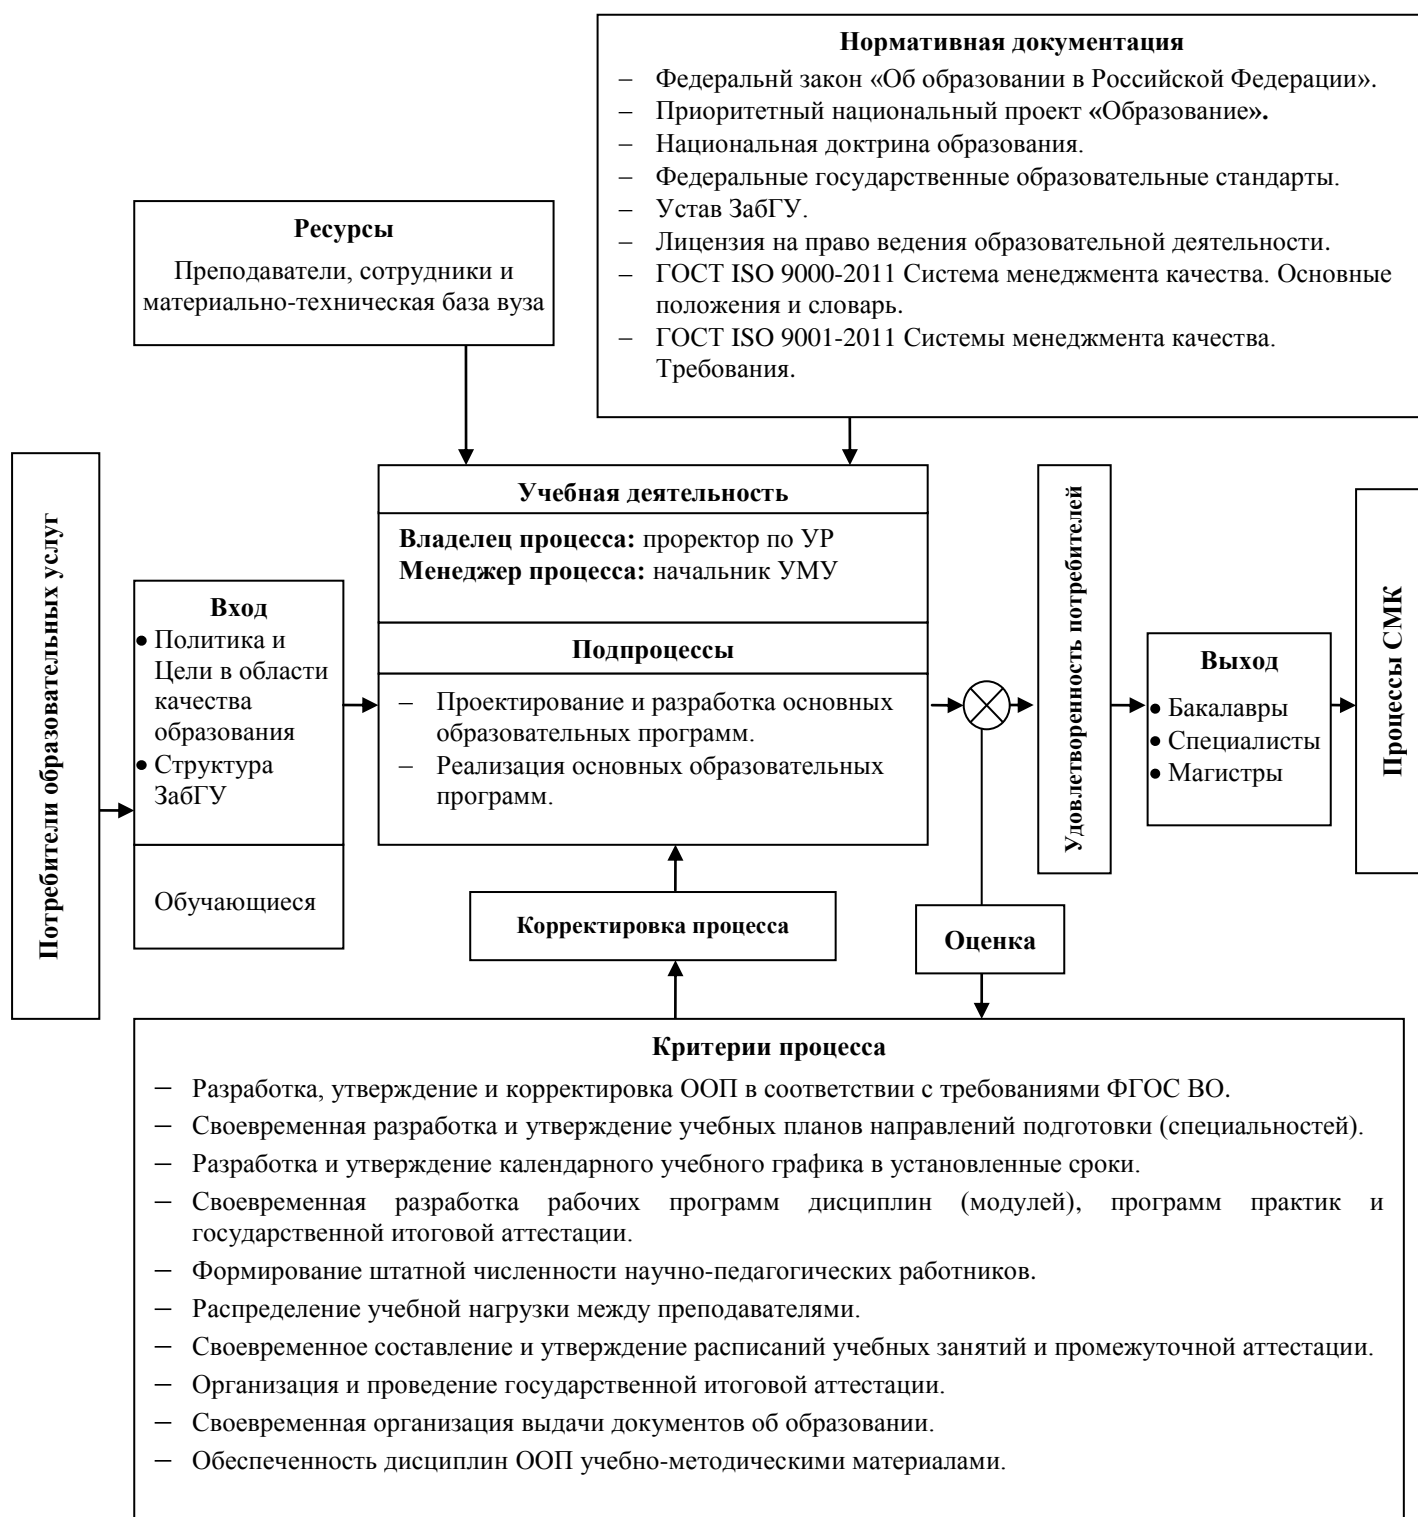 Нормативная документация
– Федеральнй закон «Об образовании в Российской Федерации».
– Приоритетный национальный проект «Образование».
– Национальная доктрина образования.
– Федеральные государственные образовательные стандарты.
– Устав ЗабГУ.
– Лицензия на право ведения образовательной деятельности.
– ГОСТ ISO 9000-2011 Система менеджмента качества. Основные
положения и словарь.
– ГОСТ ISO 9001-2011 Системы менеджмента качества.
Требования.
Ресурсы
Преподаватели, сотрудники и
материально-техническая база вуза
Потребители образовательных услуг
Вход
• Политика и
Цели в области
качества
образования
• Структура
ЗабГУ
Обучающиеся
Учебная деятельность
Владелец процесса: проректор по УР
Менеджер процесса: начальник УМУ
Подпроцессы
– Проектирование и разработка основных
образовательных программ.
– Реализация основных образовательных
программ.
Удовлетворенность потребителей
Выход
• Бакалавры
• Специалисты
• Магистры
Процессы СМК
Корректировка процесса
Оценка
Критерии процесса
– Разработка, утверждение и корректировка ООП в соответствии с требованиями ФГОС ВО.
– Своевременная разработка и утверждение учебных планов направлений подготовки (специальностей).
– Разработка и утверждение календарного учебного графика в установленные сроки.
– Своевременная разработка рабочих программ дисциплин (модулей), программ практик и
государственной итоговой аттестации.
– Формирование штатной численности научно-педагогических работников.
– Распределение учебной нагрузки между преподавателями.
– Своевременное составление и утверждение расписаний учебных занятий и промежуточной аттестации.
– Организация и проведение государственной итоговой аттестации.
– Своевременная организация выдачи документов об образовании.
– Обеспеченность дисциплин ООП учебно-методическими материалами.